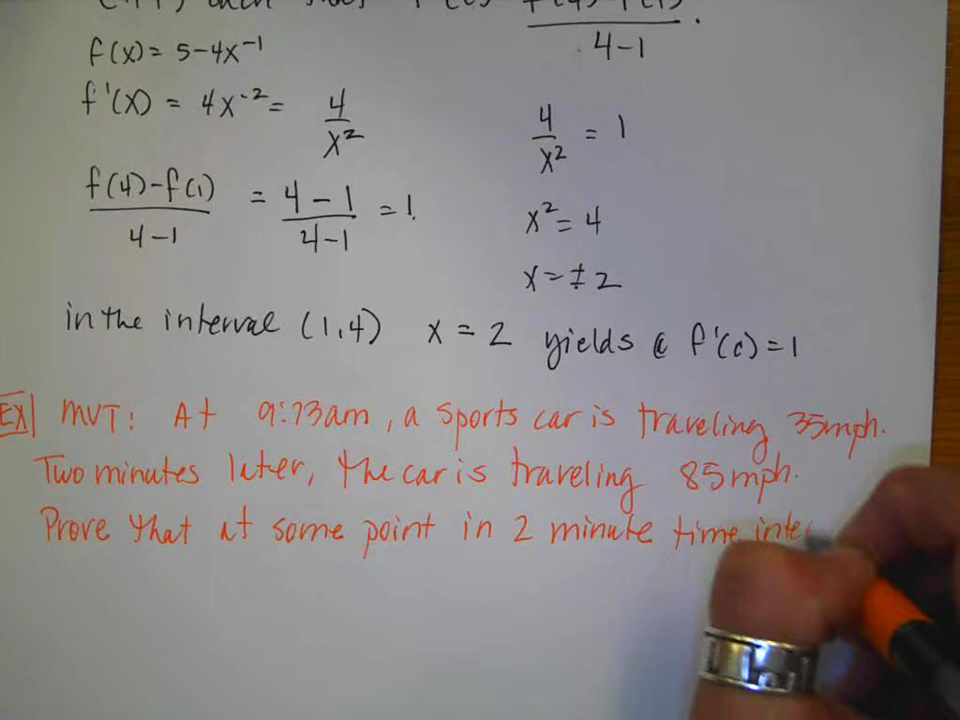 f(x) = 5-4x⁻¹
4-1
f'(x) = 4x⁻² = 4/x²
4/x² = 1
f(4)-f(1)/4-1 = 4-1/4-1 = 1
x² = 4
x = ±2
in the interval (1,4) x = 2 yields @ f'(c) = 1
EX MVT: At 9:73am, a sports car is traveling 35mph.
Two minutes later, the car is traveling 85mph.
Prove that at some point in 2 minute time inte